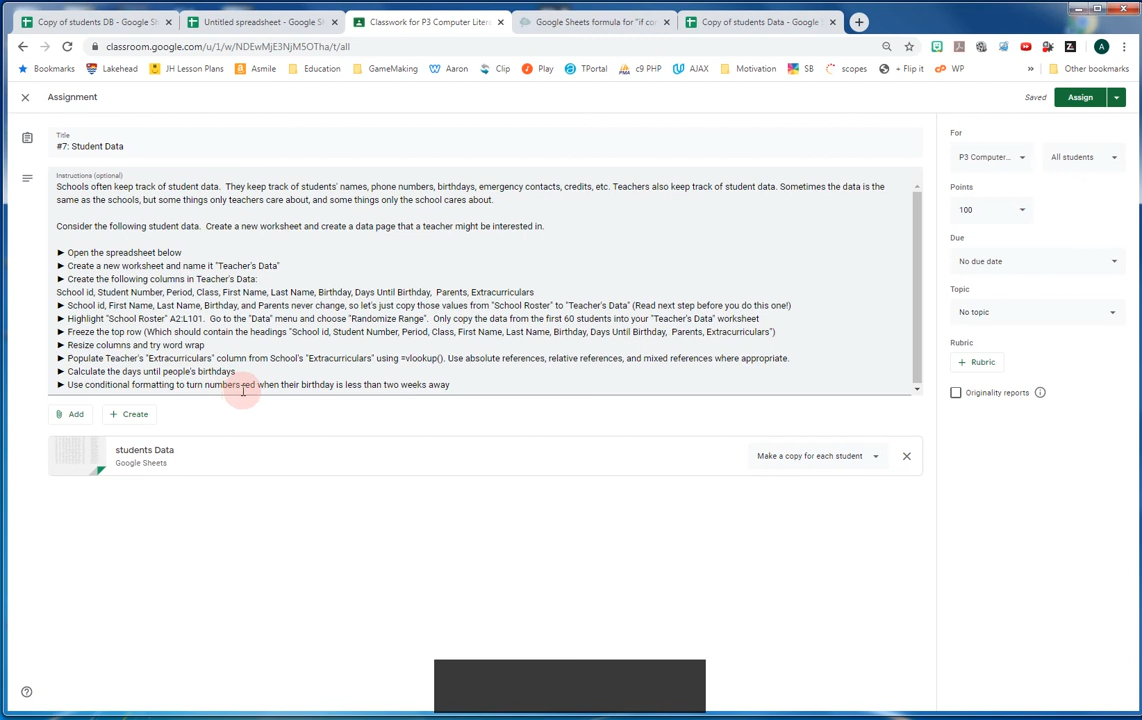 Copy of students DB - Google Sh
Untitled spreadsheet - Google Sh
Classwork for P3 Computer Litera
Google Sheets formula for "if con
Copy of students Data - Google
classroom.google.com/u/1/w/NDEwMjE3NjM5OTha/t/all
A
Bookmarks Lakehead JH Lesson Plans Asmile Education GameMaking Aaron Clip Play TPortal c9 PHP AJAX Motivation SB scopes + Flip it WP » Other bookmarks
Assignment Saved Assign
Title
#7: Student Data
Instructions (optional)
Schools often keep track of student data. They keep track of students' names, phone numbers, birthdays, emergency contacts, credits, etc. Teachers also keep track of student data. Sometimes the data is the
same as the schools, but some things only teachers care about, and some things only the school cares about.
Consider the following student data. Create a new worksheet and create a data page that a teacher might be interested in.
► Open the spreadsheet below
► Create a new worksheet and name it "Teacher's Data"
► Create the following columns in Teacher's Data:
School id, Student Number, Period, Class, First Name, Last Name, Birthday, Days Until Birthday, Parents, Extracurriculars
► School id, First Name, Last Name, Birthday, and Parents never change, so let's just copy those values from "School Roster" to "Teacher's Data" (Read next step before you do this one!)
► Highlight "School Roster" A2:L101. Go to the "Data" menu and choose "Randomize Range". Only copy the data from the first 60 students into your "Teacher's Data" worksheet
► Freeze the top row (Which should contain the headings "School id, Student Number, Period, Class, First Name, Last Name, Birthday, Days Until Birthday, Parents, Extracurriculars")
► Resize columns and try word wrap
► Populate Teacher's "Extracurriculars" column from School's "Extracurriculars" using =vlookup(). Use absolute references, relative references, and mixed references where appropriate.
► Calculate the days until people's birthdays
► Use conditional formatting to turn numbers ed when their birthday is less than two weeks away
Add + Create
students Data
Google Sheets
Make a copy for each student
For
P3 Computer... All students
Points
100
Due
No due date
Topic
No topic
Rubric
+ Rubric
Originality reports